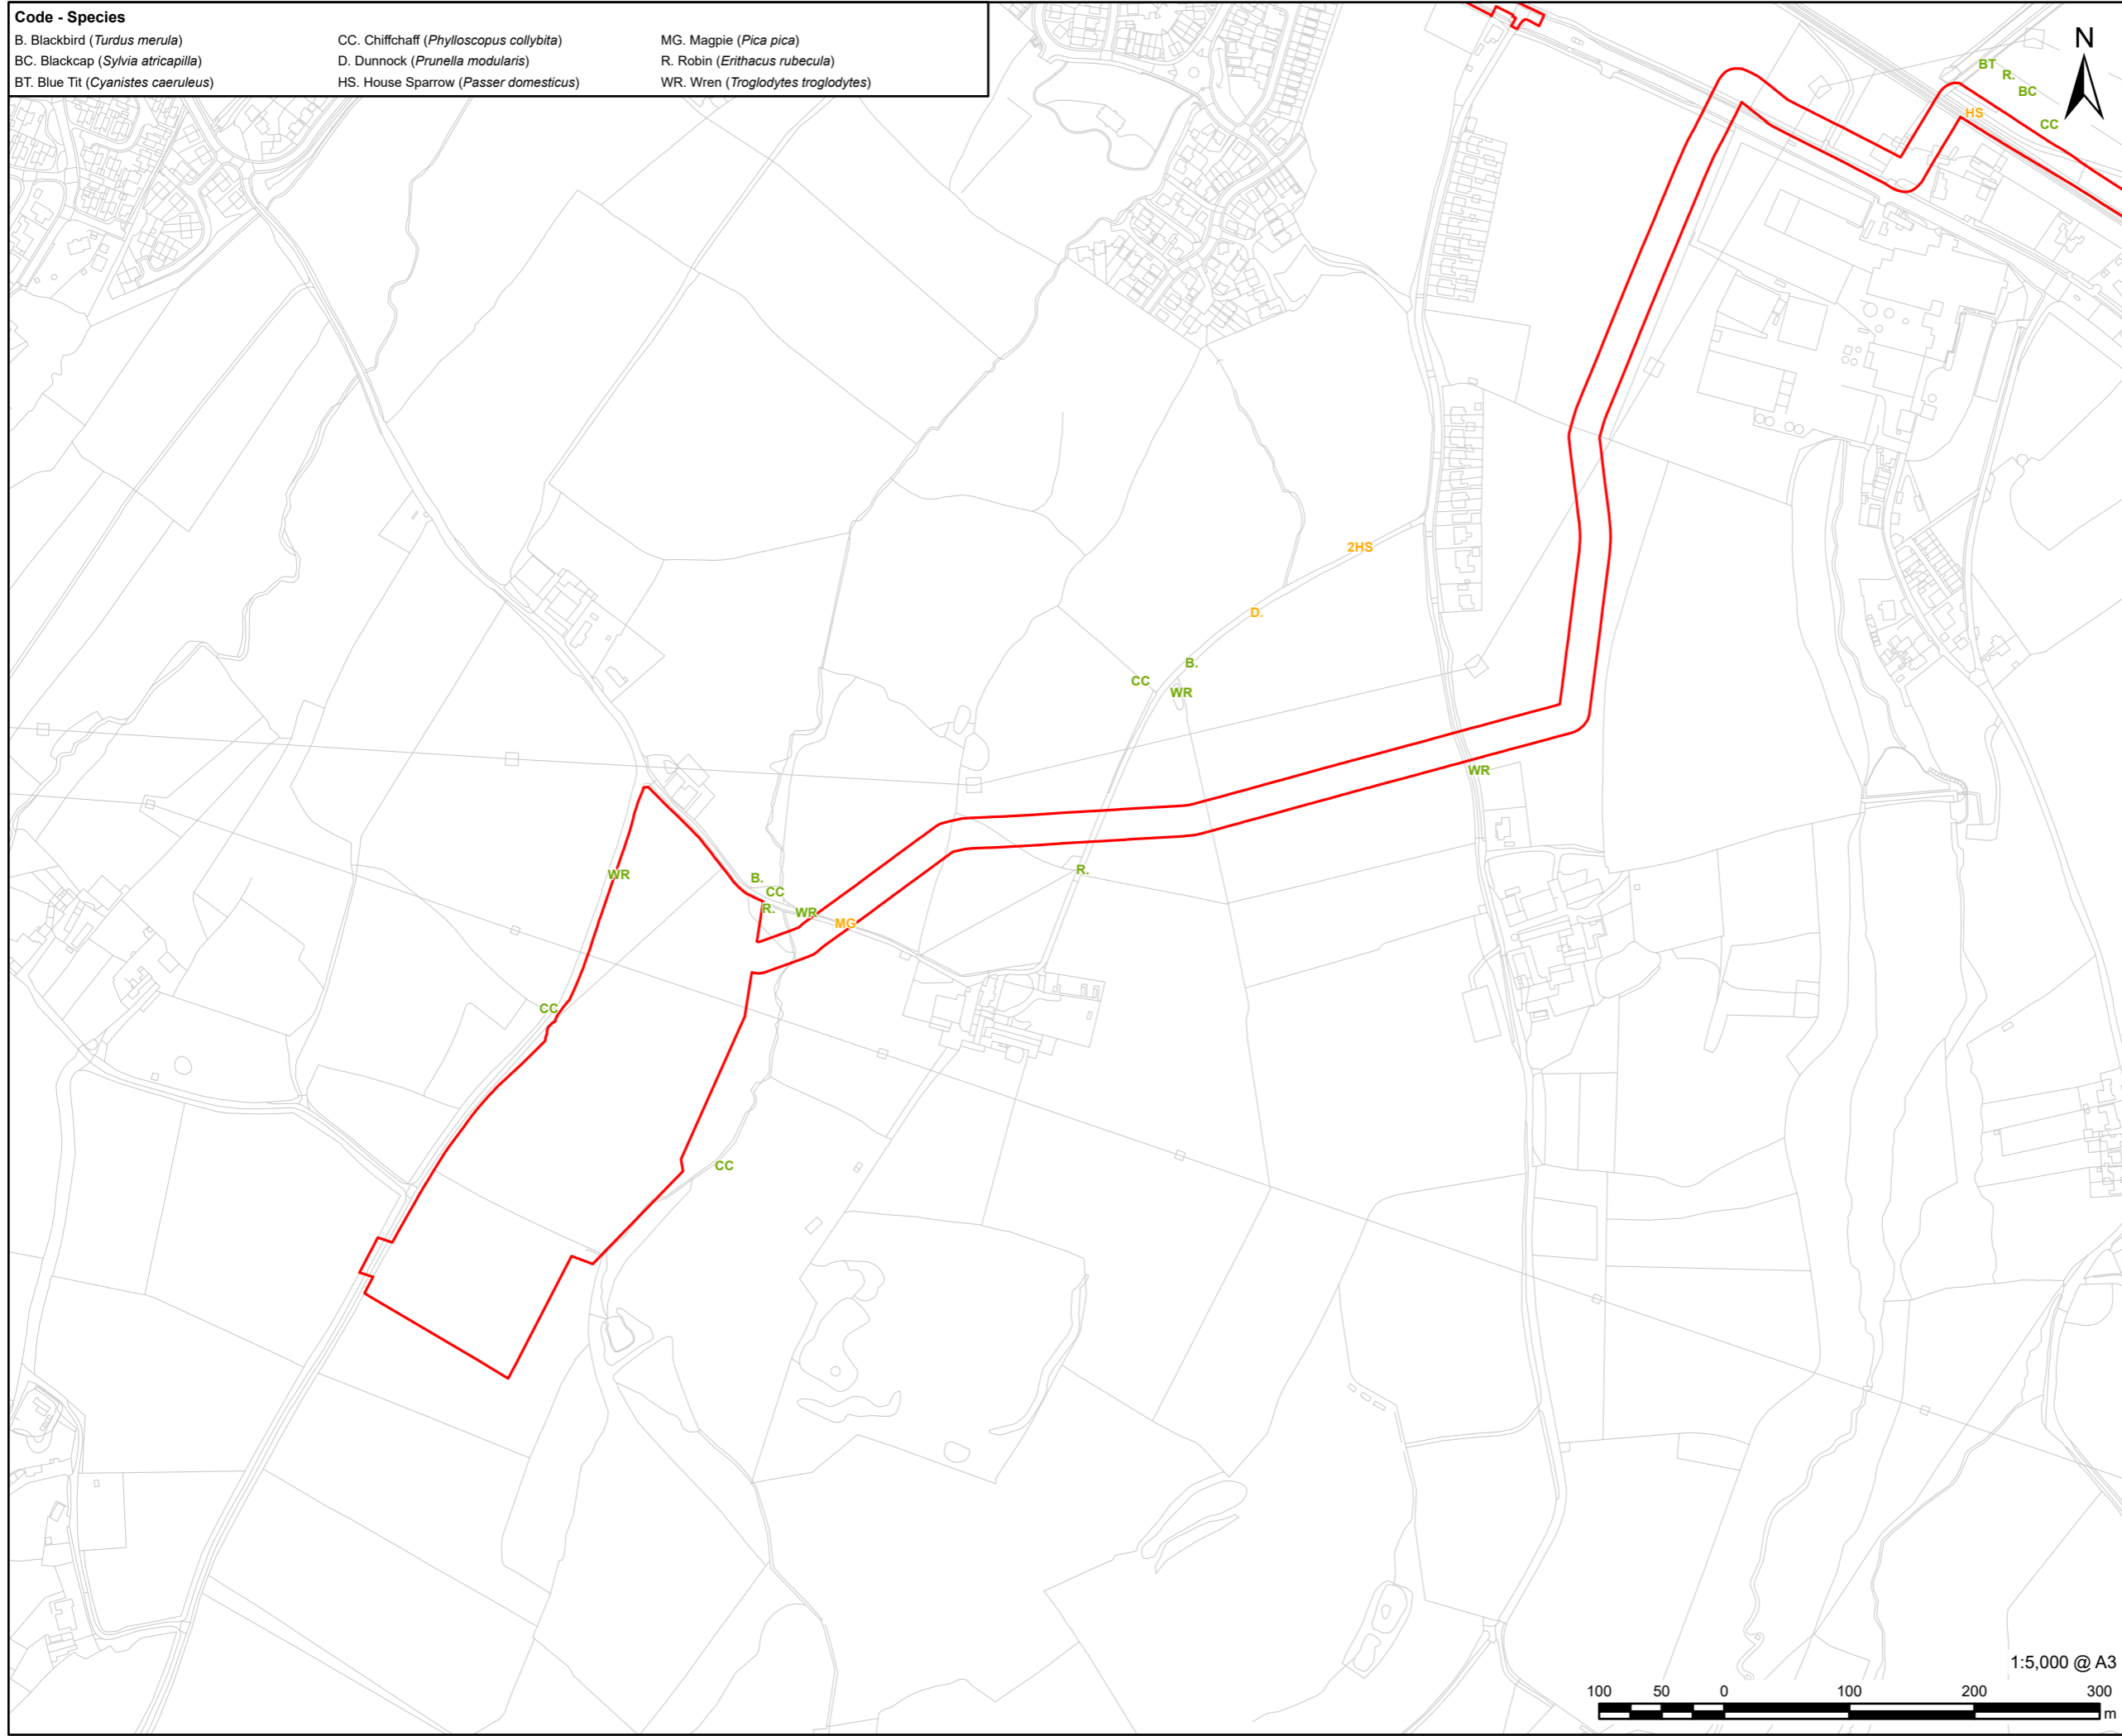 Code - Species
B. Blackbird (Turdus merula)
CC. Chiffchaff (Phylloscopus collybita)
MG. Magpie (Pica pica)
BC. Blackcap (Sylvia atricapilla)
D. Dunnock (Prunella modularis)
R. Robin (Erithacus rubecula)
BT. Blue Tit (Cyanistes caeruleus)
HS. House Sparrow (Passer domesticus)
WR. Wren (Troglodytes troglodytes)
N
BT
R.
BC
HS
CC
2HS
D.
B.
CC
WR
WR
WR
B.
CC
R.
WR
MG
R.
CC
CC
1:5,000 @ A3
100 50 0 100 200 300
m